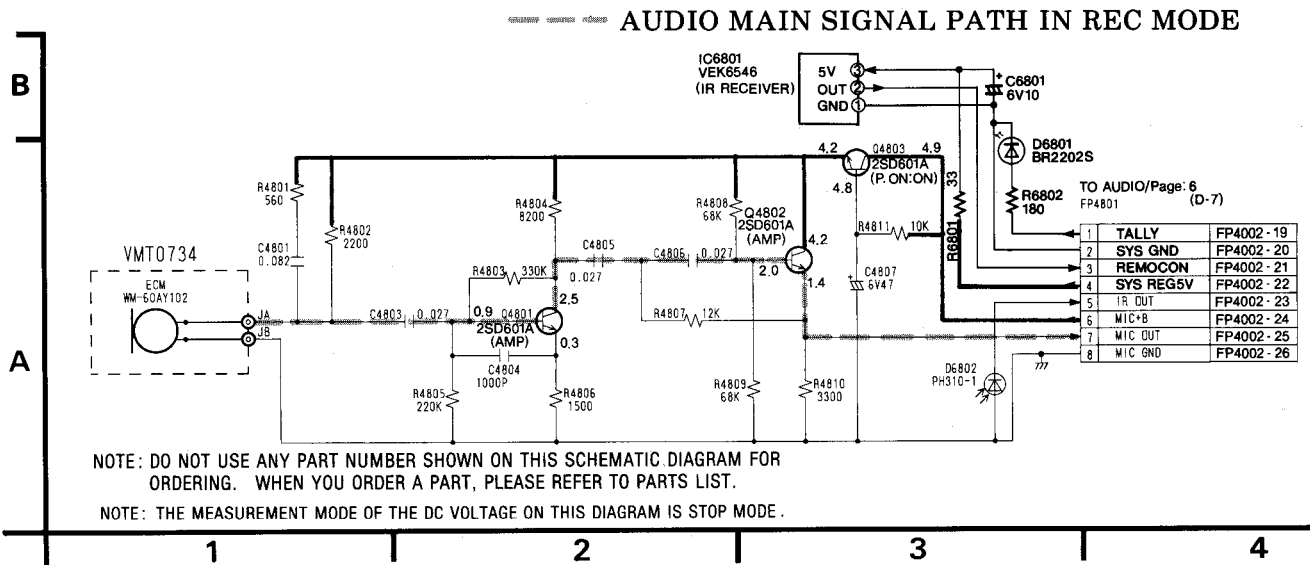 AUDIO MAIN SIGNAL PATH IN REC MODE
B
IC6801
VEK6546
(IR RECEIVER)
5V 3
OUT 2
GND 1
+
C6801
6V10
D6801
BR2202S
R6802
180
4.2
Q4803
2SD601A
(P.ON:ON)
4.9
4.8
33
R6801
R4811 10K
TO AUDIO/Page: 6
FP4801 (D-7)
1 TALLY FP4002-19
2 SYS GND FP4002-20
3 REMOCON FP4002-21
4 SYS REG5V FP4002-22
5 IR OUT FP4002-23
6 MIC+B FP4002-24
7 MIC OUT FP4002-25
8 MIC GND FP4002-26
R4801
560
C4801
0.082
R4802
2200
R4804
8200
R4808
68K
Q4802
2SD601A
(AMP)
4.2
2.0
1.4
C4805
0.027
C4806 0.027
+
C4807
6V47
VMT0734
ECM
WM-60AY102
JA
JB
R4803 330K
2.5
C4803 0.027
0.9 Q4801
2SD601A
(AMP)
0.3
R4807 12K
C4804
1000P
R4805
220K
R4806
1500
R4809
68K
R4810
3300
D6802
PH310-1
A
NOTE: DO NOT USE ANY PART NUMBER SHOWN ON THIS SCHEMATIC DIAGRAM FOR
ORDERING. WHEN YOU ORDER A PART, PLEASE REFER TO PARTS LIST.
NOTE: THE MEASUREMENT MODE OF THE DC VOLTAGE ON THIS DIAGRAM IS STOP MODE.
1 2 3 4